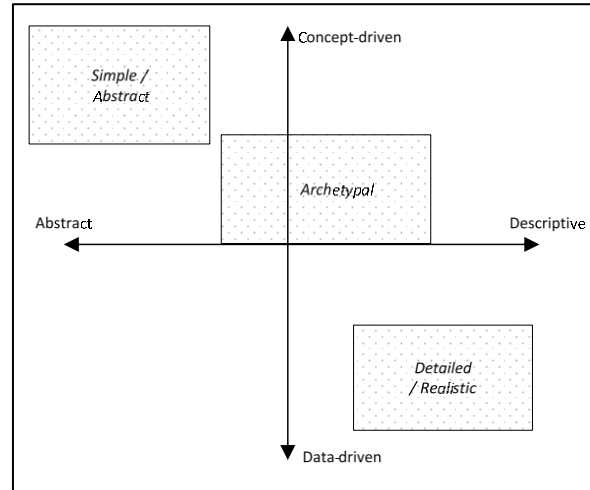 Concept-driven
Simple /
Abstract
Archetypal
Abstract
Descriptive
Detailed
/ Realistic
Data-driven